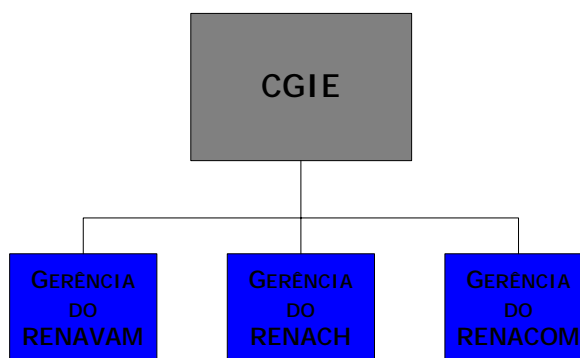 CGIE
GERÊNCIA
DO
RENAVAM
GERÊNCIA
DO
RENACH
GERÊNCIA
DO
RENACOM